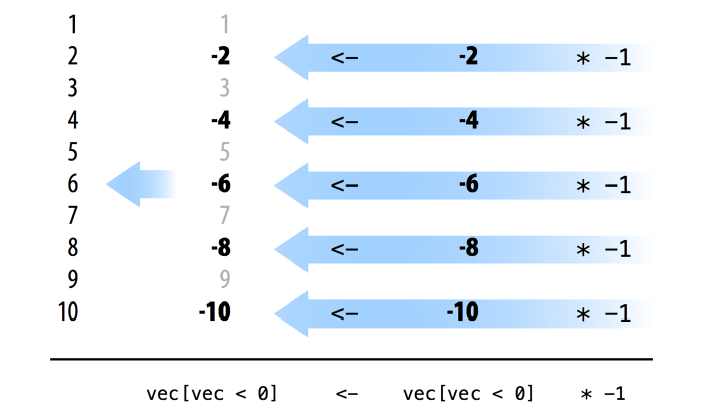 1 1
2 -2 <- -2 * -1
3 3
4 -4 <- -4 * -1
5 5
6 -6 <- -6 * -1
7 7
8 -8 <- -8 * -1
9 9
10 -10 <- -10 * -1
vec[vec < 0] <- vec[vec < 0] * -1